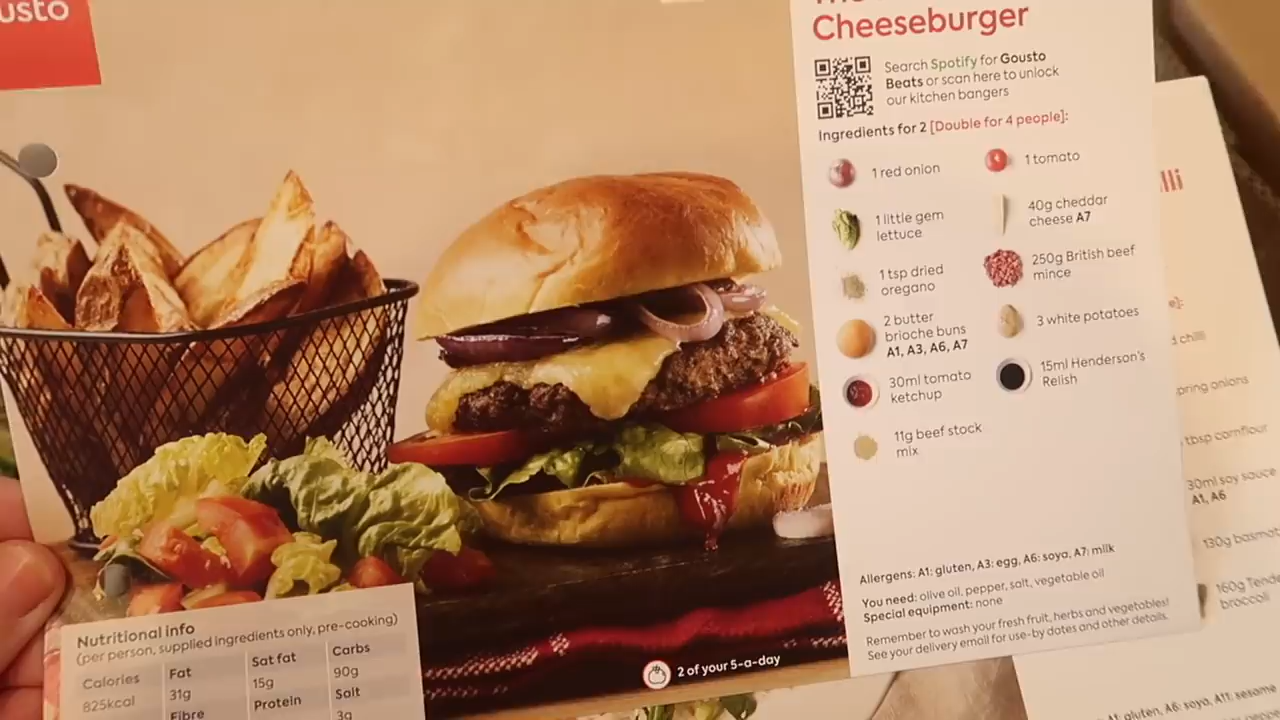 usto
Cheeseburger
Search Spotify for Gousto
Beats or scan here to unlock
our kitchen bangers
Ingredients for 2 [Double for 4 people]:
1 red onion
1 tomato
1 little gem
lettuce
40g cheddar
cheese A7
1 tsp dried
oregano
250g British beef
mince
2 butter
brioche buns
A1, A3, A6, A7
3 white potatoes
30ml tomato
ketchup
15ml Henderson's
Relish
11g beef stock
mix
Allergens: A1: gluten, A3: egg, A6: soya, A7: milk
You need: olive oil, pepper, salt, vegetable oil
Special equipment: none
Remember to wash your fresh fruit, herbs and vegetables!
See your delivery email for use-by dates and other details.
2 of your 5-a-day
Nutritional info
(per person, supplied ingredients only, pre-cooking)
Calories
825kcal
Fat
31g
Fibre
Sat fat
15g
Protein
Carbs
90g
Salt
3g
lli
e]:
d chilli
pring onions
tbsp cornflour
30ml soy sauce
A1, A6
130g basmat
160g Tende
broccoli
A1: gluten, A6: soya, A11: sesame